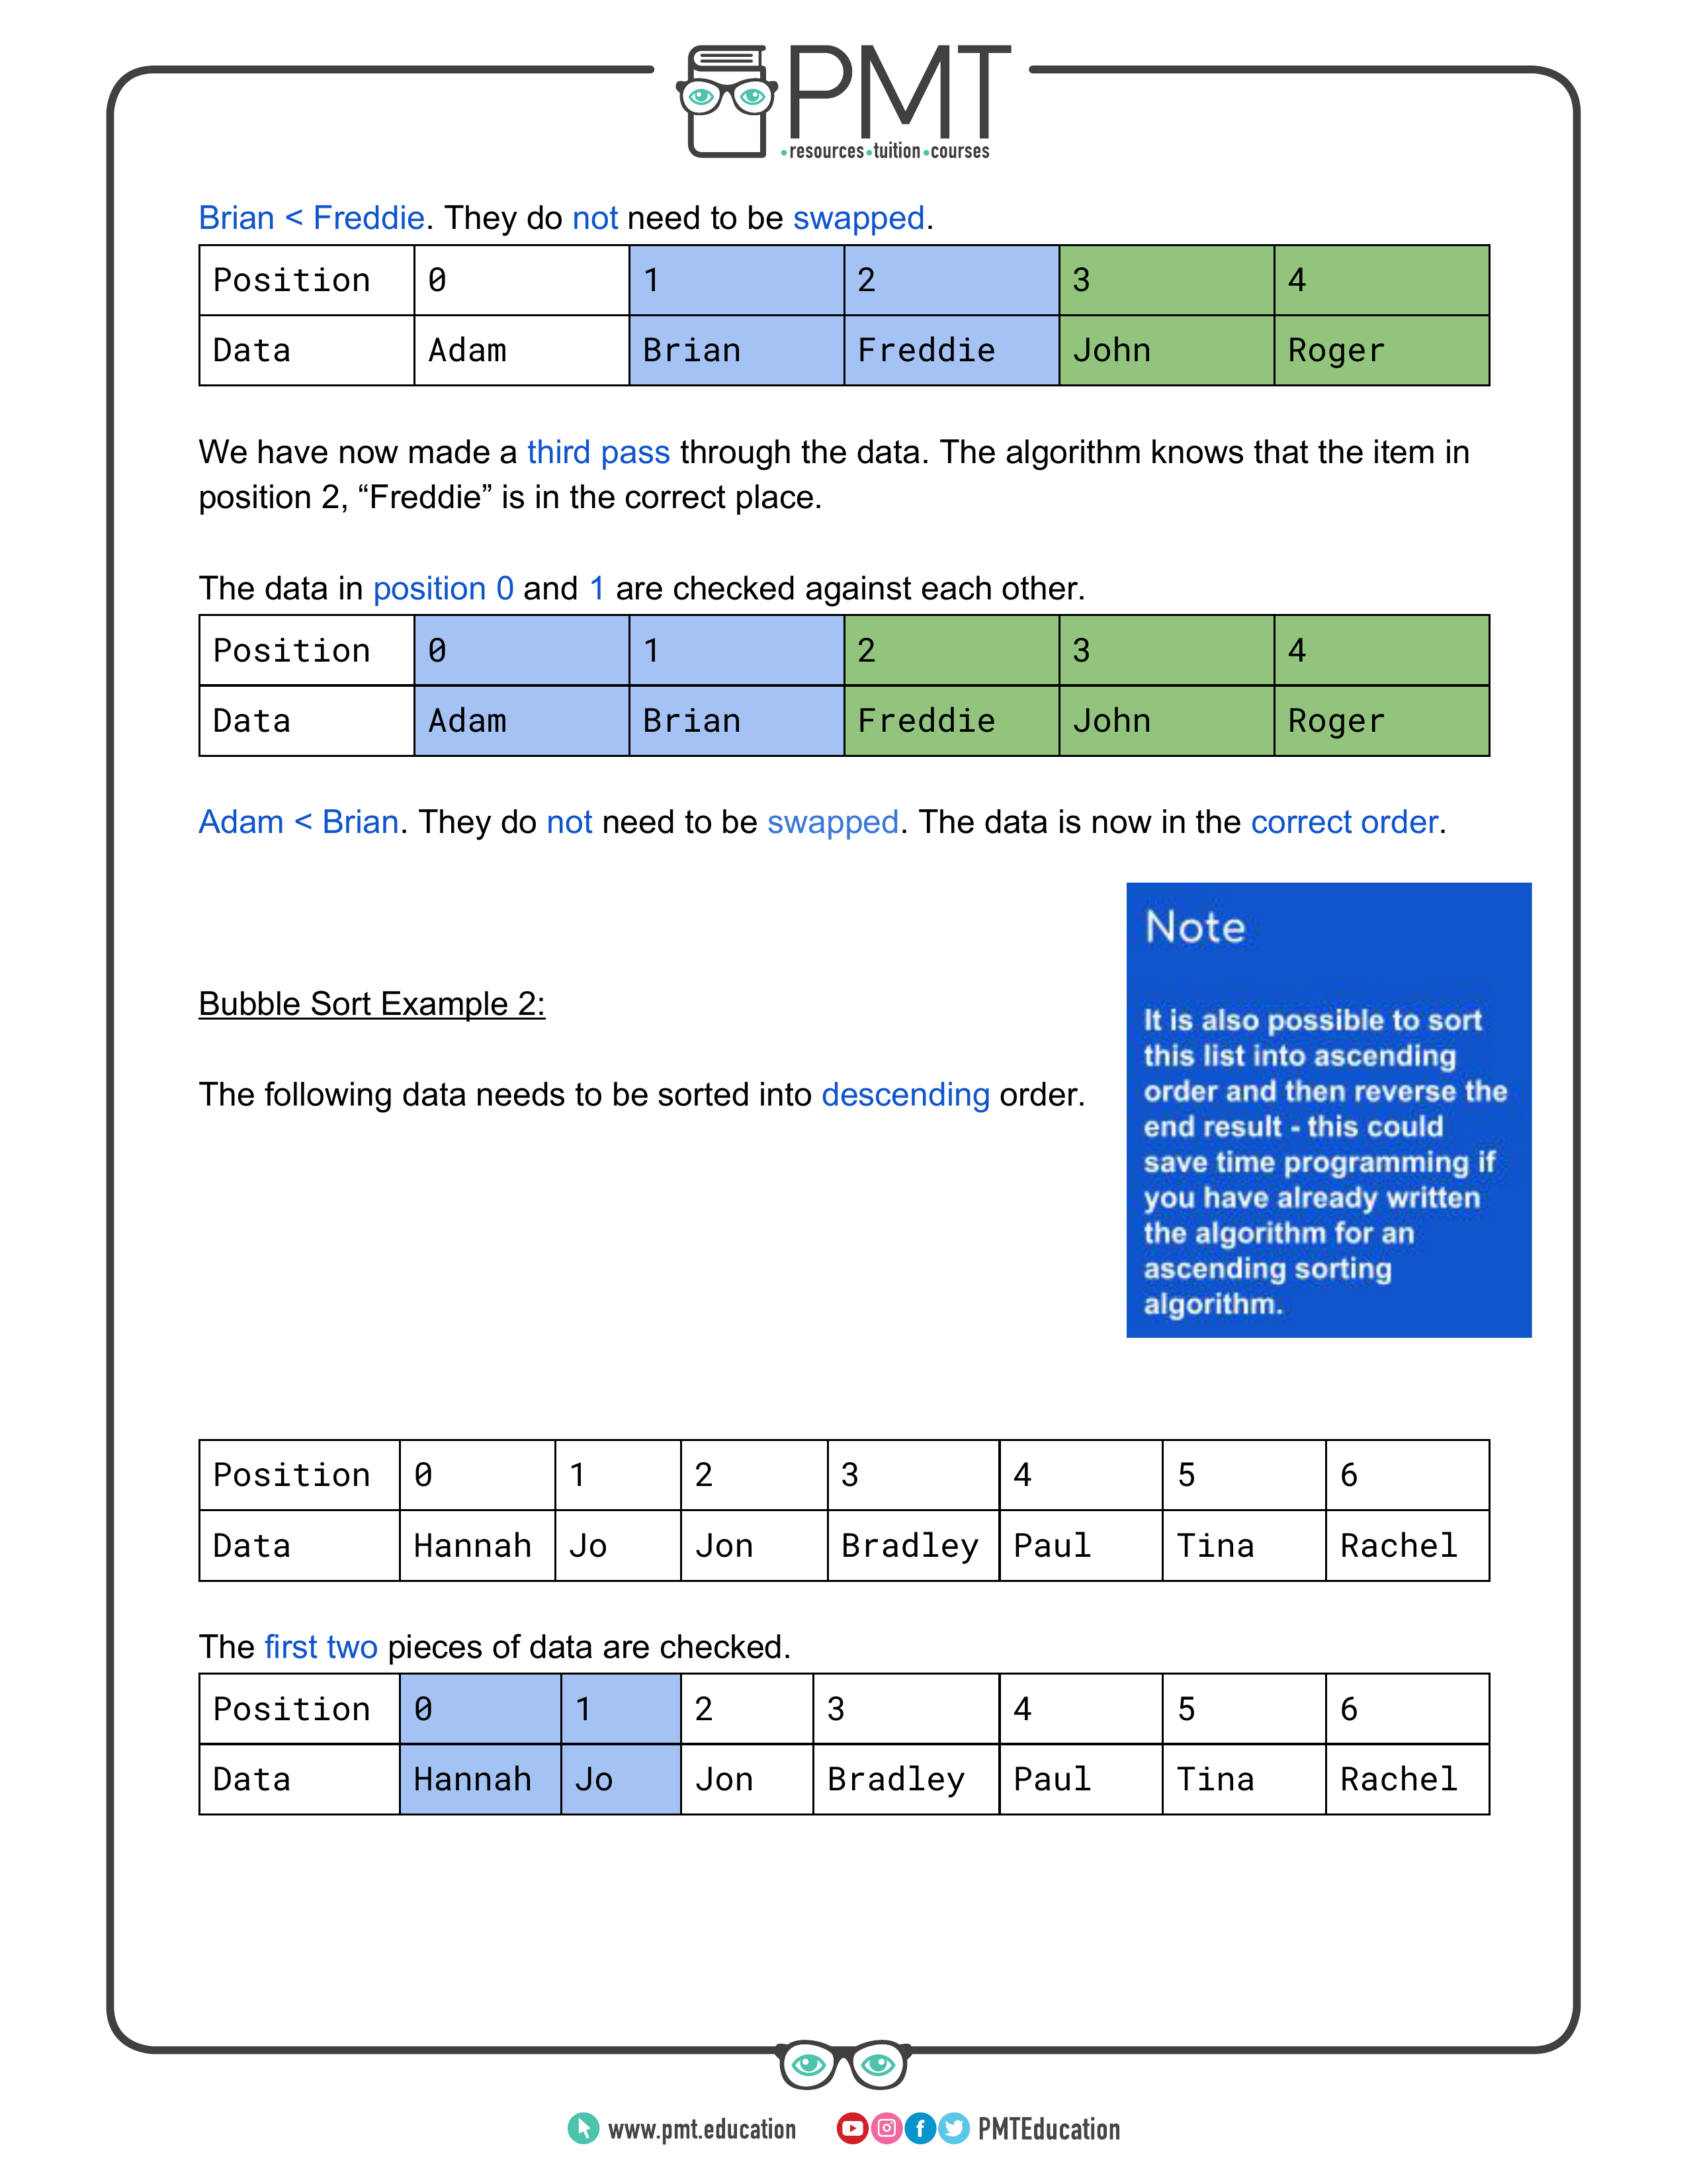 PMT
•resources•tuition•courses
Brian < Freddie. They do not need to be swapped.
Position 0 1 2 3 4
Data Adam Brian Freddie John Roger
We have now made a third pass through the data. The algorithm knows that the item in
position 2, “Freddie” is in the correct place.
The data in position 0 and 1 are checked against each other.
Position 0 1 2 3 4
Data Adam Brian Freddie John Roger
Adam < Brian. They do not need to be swapped. The data is now in the correct order.
Bubble Sort Example 2:
The following data needs to be sorted into descending order.
Note
It is also possible to sort
this list into ascending
order and then reverse the
end result - this could
save time programming if
you have already written
the algorithm for an
ascending sorting
algorithm.
Position 0 1 2 3 4 5 6
Data Hannah Jo Jon Bradley Paul Tina Rachel
The first two pieces of data are checked.
Position 0 1 2 3 4 5 6
Data Hannah Jo Jon Bradley Paul Tina Rachel
www.pmt.education PMTEducation